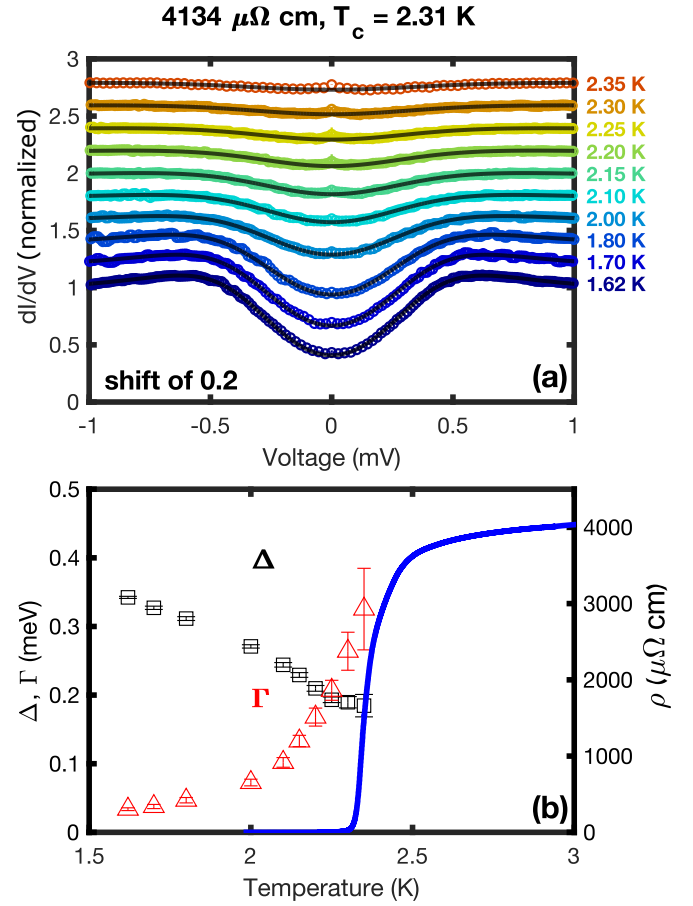 4134 μΩ cm, T_c = 2.31 K
3
2.5
2
1.5
1
0.5
0
dI/dV (normalized)
2.35 K
2.30 K
2.25 K
2.20 K
2.15 K
2.10 K
2.00 K
1.80 K
1.70 K
1.62 K
shift of 0.2
(a)
-1 -0.5 0 0.5 1
Voltage (mV)
0.5
0.4
0.3
0.2
0.1
0
Δ, Γ (meV)
Δ
Γ
4000
3000
2000
1000
0
ρ (μΩ cm)
(b)
1.5 2 2.5 3
Temperature (K)